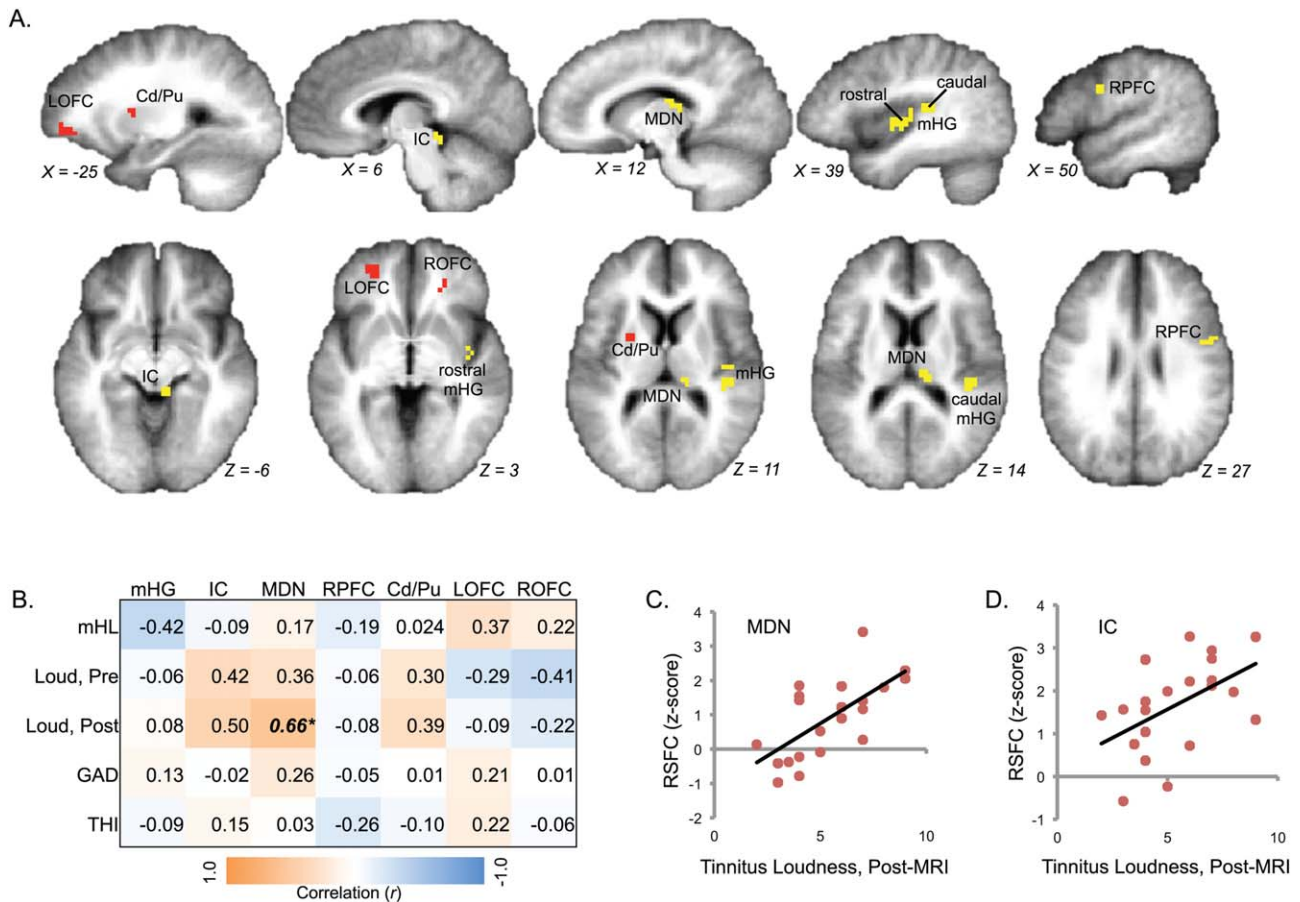 A.
LOFC
Cd/Pu
X = -25
IC
X = 6
MDN
X = 12
rostral
caudal
mHG
X = 39
RPFC
X = 50
IC
Z = -6
LOFC
ROFC
rostral
mHG
Z = 3
Cd/Pu
MDN
mHG
Z = 11
MDN
caudal
mHG
Z = 14
RPFC
Z = 27
B.
mHG IC MDN RPFC Cd/Pu LOFC ROFC
mHL -0.42 -0.09 0.17 -0.19 0.024 0.37 0.22
Loud, Pre -0.06 0.42 0.36 -0.06 0.30 -0.29 -0.41
Loud, Post 0.08 0.50 0.66* -0.08 0.39 -0.09 -0.22
GAD 0.13 -0.02 0.26 -0.05 0.01 0.21 0.01
THI -0.09 0.15 0.03 -0.26 -0.10 0.22 -0.06
1.0 -1.0
Correlation (r)
C.
MDN
RSFC (z-score)
4
3
2
1
0
-1
-2
0 5 10
Tinnitus Loudness, Post-MRI
D.
IC
RSFC (z-score)
4
3
2
1
0
-1
0 5 10
Tinnitus Loudness, Post-MRI